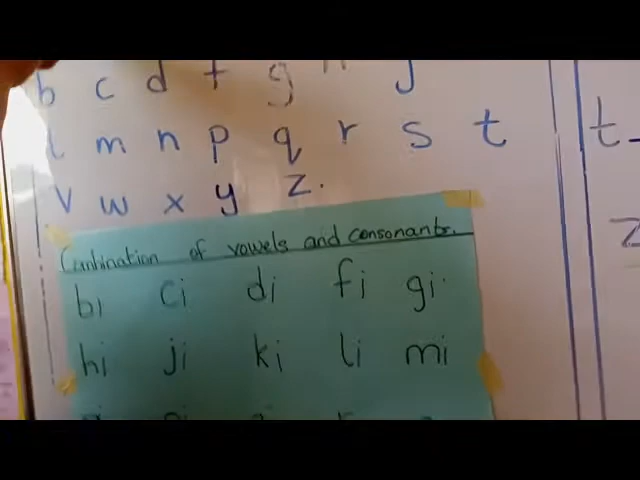 b c d f g h j
l m n p q r s t
v w x y z.
Combination of vowels and consonants.
bi ci di fi gi
hi ji ki li mi